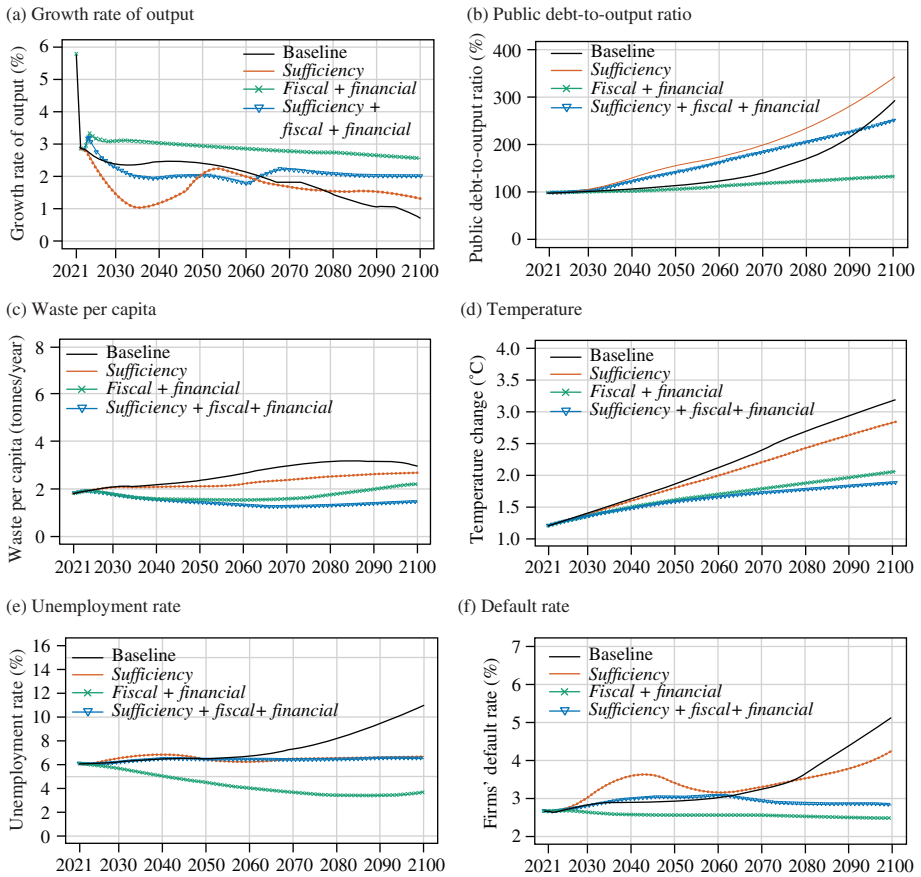 (a) Growth rate of output
Growth rate of output (%)
6
5
4
3
2
1
0
Baseline
Sufficiency
Fiscal + financial
Sufficiency +
fiscal + financial
2021 2030 2040 2050 2060 2070 2080 2090 2100
(b) Public debt-to-output ratio
Public debt-to-output ratio (%)
400
300
200
100
0
Baseline
Sufficiency
Fiscal + financial
Sufficiency + fiscal + financial
2021 2030 2040 2050 2060 2070 2080 2090 2100
(c) Waste per capita
Waste per capita (tonnes/year)
8
6
4
2
0
Baseline
Sufficiency
Fiscal + financial
Sufficiency + fiscal+ financial
2021 2030 2040 2050 2060 2070 2080 2090 2100
(d) Temperature
Temperature change (°C)
4.0
3.5
3.0
2.5
2.0
1.5
1.0
Baseline
Sufficiency
Fiscal + financial
Sufficiency + fiscal+ financial
2021 2030 2040 2050 2060 2070 2080 2090 2100
(e) Unemployment rate
Unemployment rate (%)
16
14
12
10
8
6
4
2
0
Baseline
Sufficiency
Fiscal + financial
Sufficiency + fiscal+ financial
2021 2030 2040 2050 2060 2070 2080 2090 2100
(f) Default rate
Firms' default rate (%)
7
6
5
4
3
2
Baseline
Sufficiency
Fiscal + financial
Sufficiency + fiscal+ financial
2021 2030 2040 2050 2060 2070 2080 2090 2100